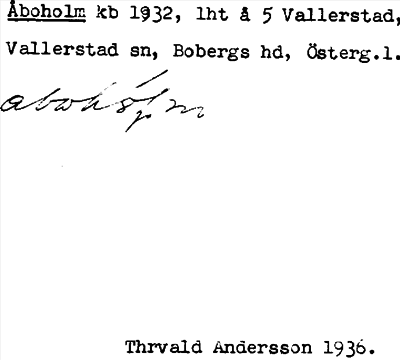 Åboholm kb 1932, lht å 5 Vallerstad,
Vallerstad sn, Bobergs hd, Österg.l.
Thrvald Andersson 1936.